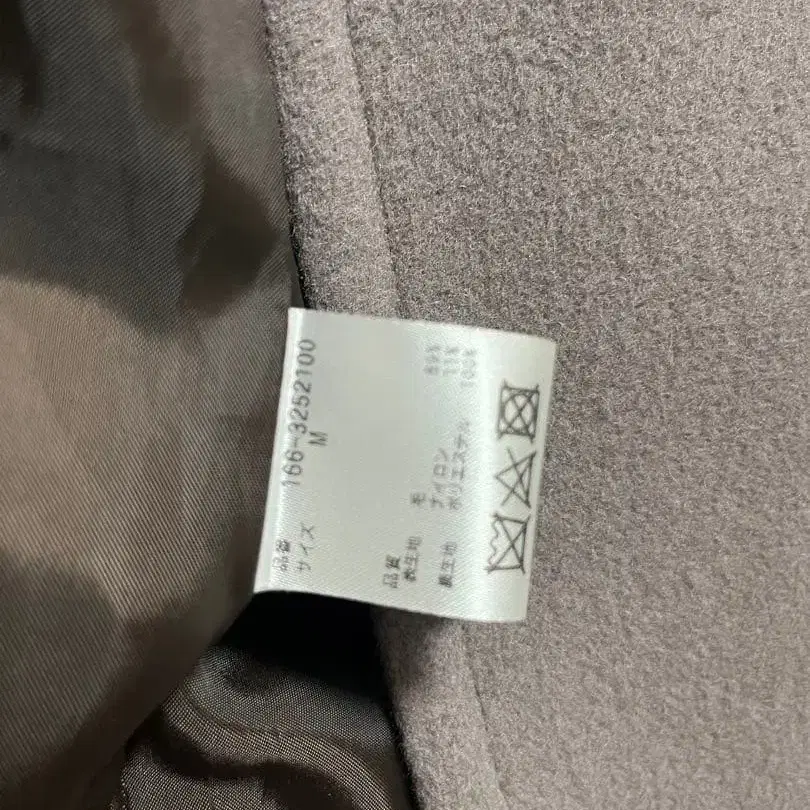 品番 166-3252100
サイズ M
品質
表生地 毛 89%
ナイロン 11%
裏生地 ポリエステル 100%